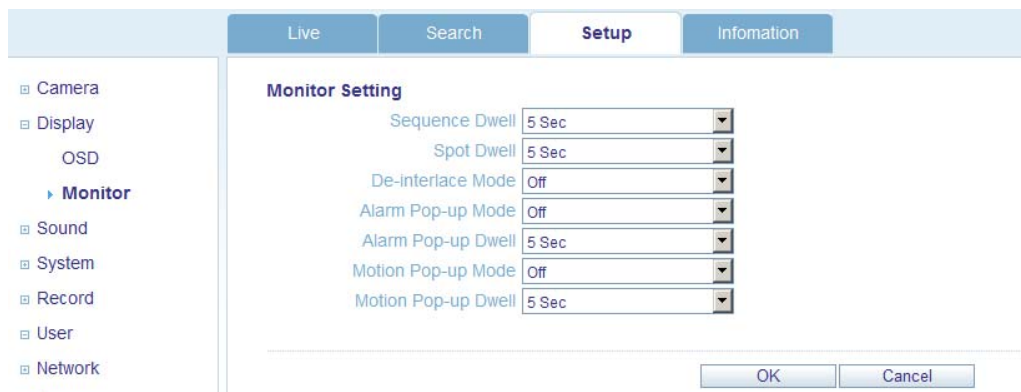 Live Search Setup Infomation
Camera
Display
OSD
Monitor
Sound
System
Record
User
Network
Monitor Setting
Sequence Dwell 5 Sec
Spot Dwell 5 Sec
De-interlace Mode Off
Alarm Pop-up Mode Off
Alarm Pop-up Dwell 5 Sec
Motion Pop-up Mode Off
Motion Pop-up Dwell 5 Sec
OK Cancel